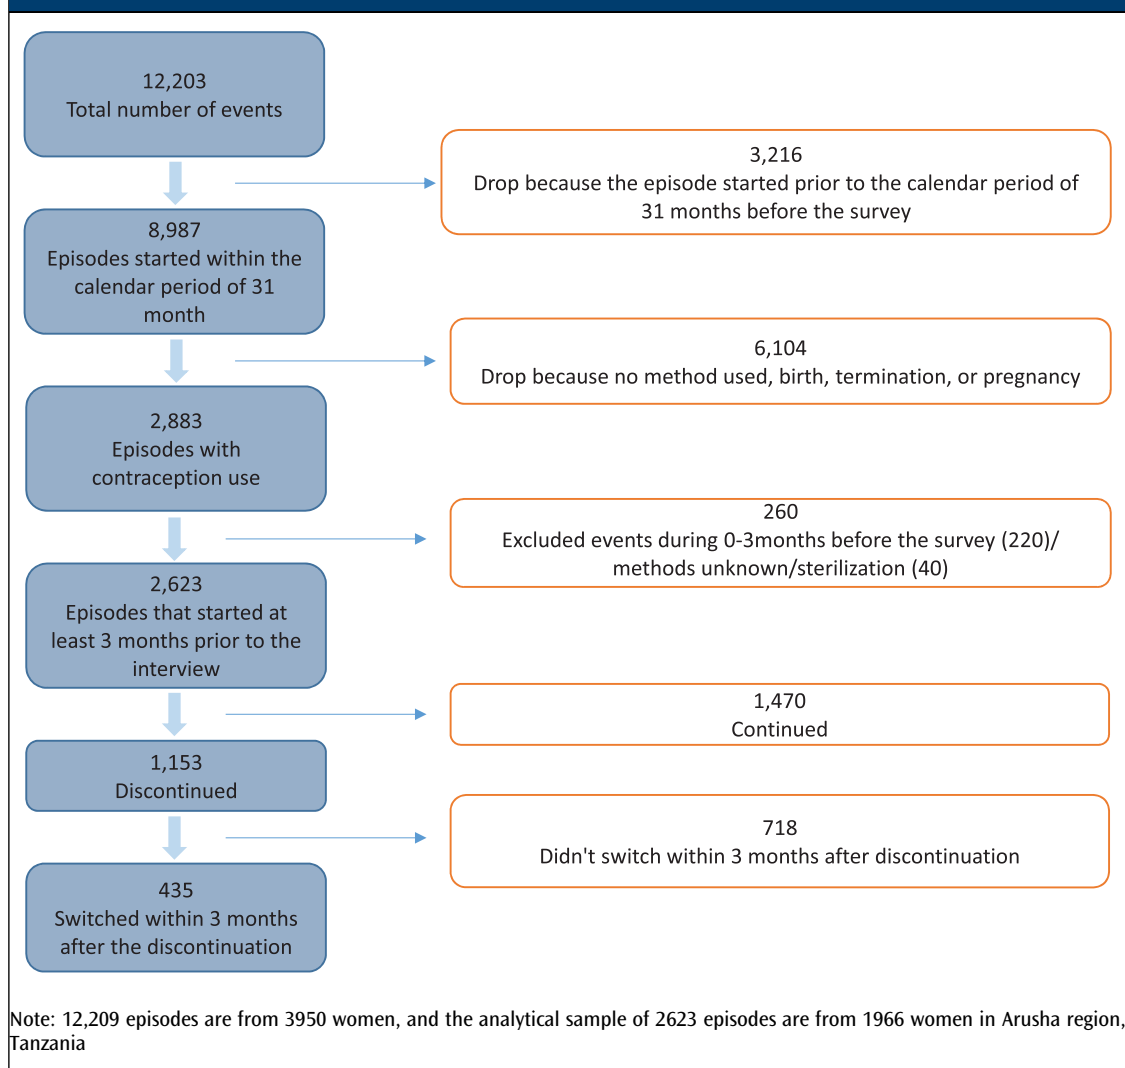 12,203
Total number of events
3,216
Drop because the episode started prior to the calendar period of
31 months before the survey
8,987
Episodes started within the
calendar period of 31
month
6,104
Drop because no method used, birth, termination, or pregnancy
2,883
Episodes with
contraception use
260
Excluded events during 0-3months before the survey (220)/
methods unknown/sterilization (40)
2,623
Episodes that started at
least 3 months prior to the
interview
1,470
Continued
1,153
Discontinued
718
Didn't switch within 3 months after discontinuation
435
Switched within 3 months
after the discontinuation
Note: 12,209 episodes are from 3950 women, and the analytical sample of 2623 episodes are from 1966 women in Arusha region,
Tanzania